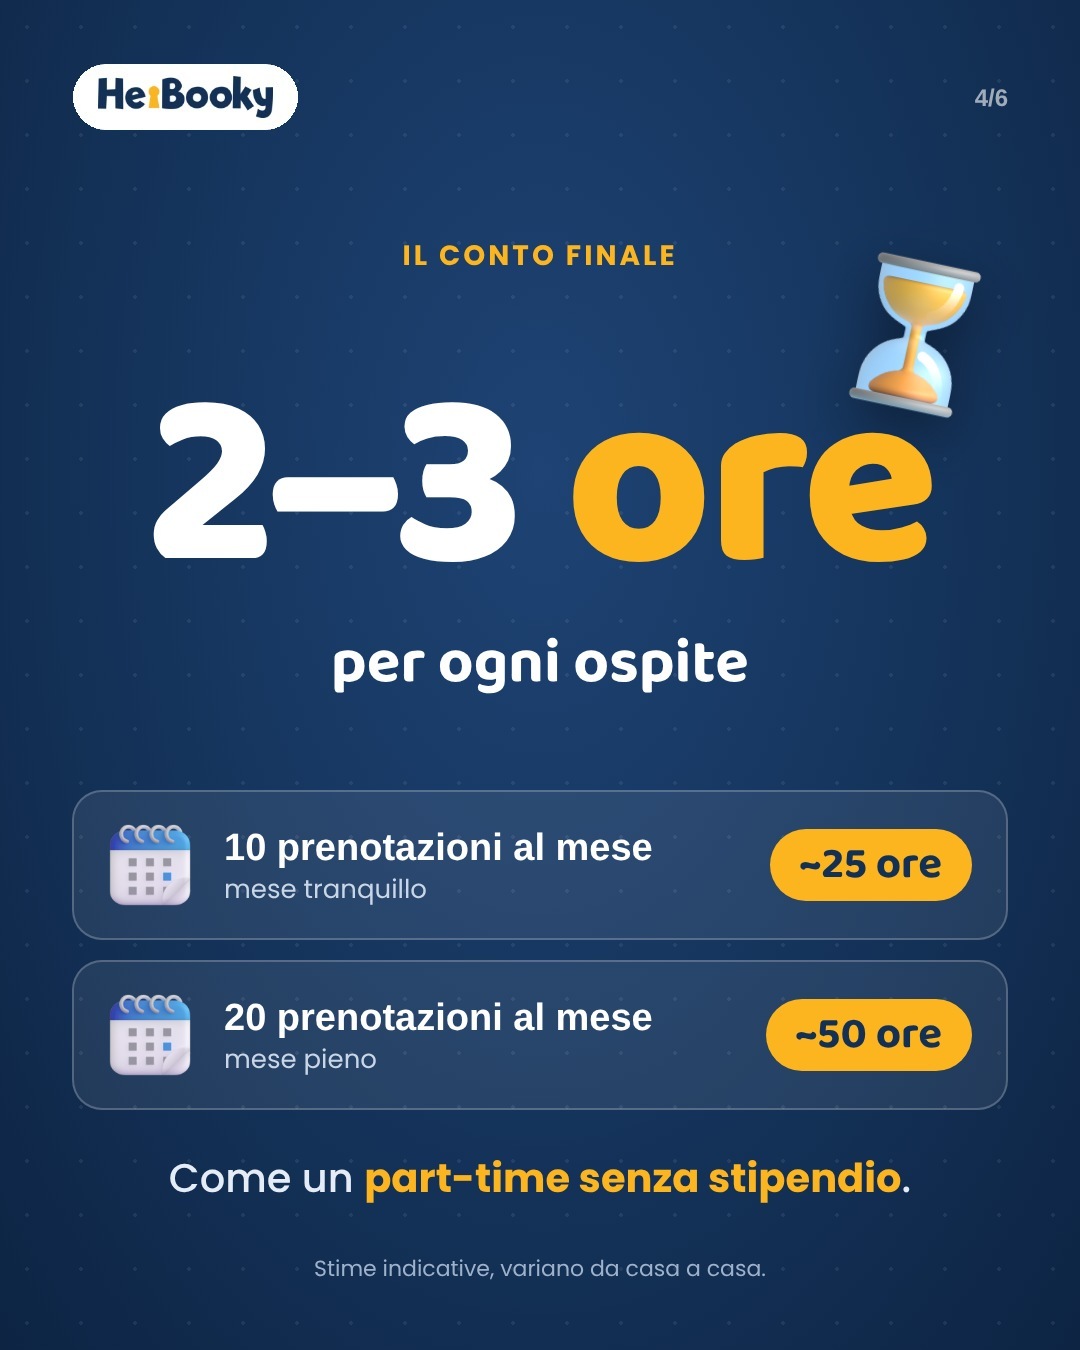 HeiBooky
4/6
IL CONTO FINALE
2–3 ore
per ogni ospite
10 prenotazioni al mese
mese tranquillo
~25 ore
20 prenotazioni al mese
mese pieno
~50 ore
Come un part-time senza stipendio.
Stime indicative, variano da casa a casa.